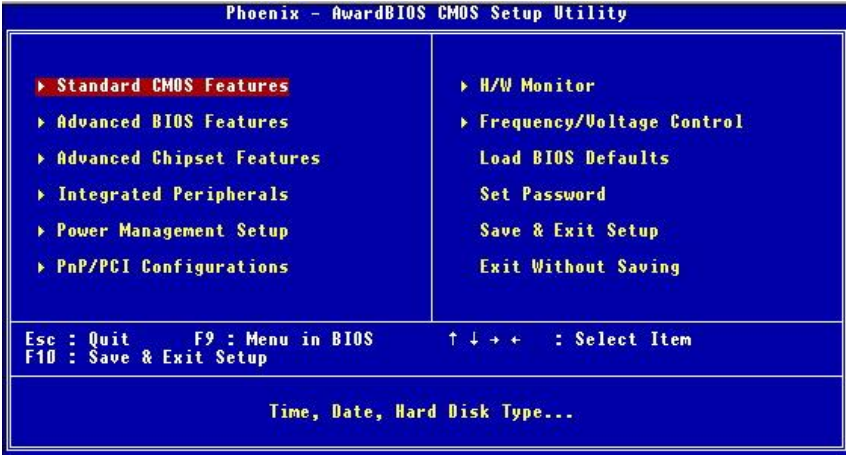 Phoenix - AwardBIOS CMOS Setup Utility
▸ Standard CMOS Features
▸ Advanced BIOS Features
▸ Advanced Chipset Features
▸ Integrated Peripherals
▸ Power Management Setup
▸ PnP/PCI Configurations
▸ H/W Monitor
▸ Frequency/Voltage Control
Load BIOS Defaults
Set Password
Save & Exit Setup
Exit Without Saving
Esc : Quit F9 : Menu in BIOS ↑ ↓ → ← : Select Item
F10 : Save & Exit Setup
Time, Date, Hard Disk Type...